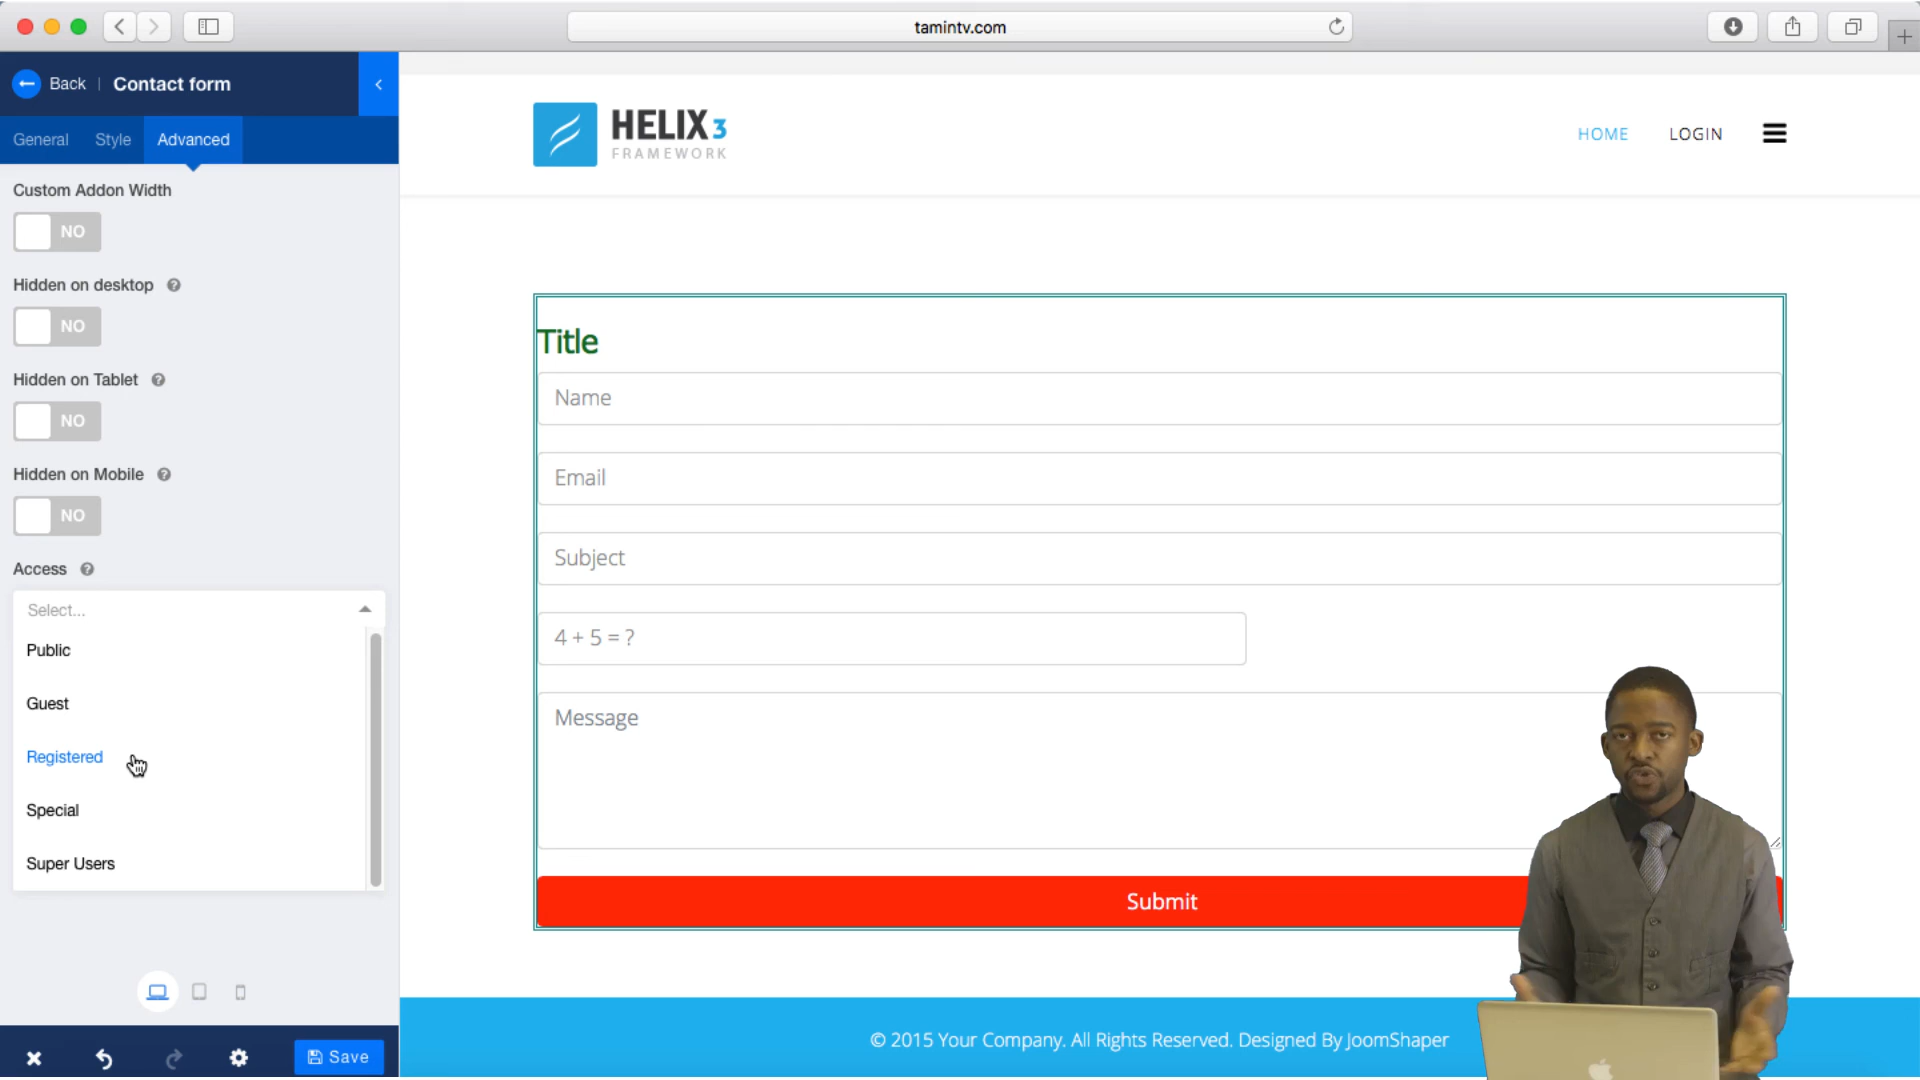 tamintv.com
Back | Contact form
General Style Advanced
Custom Addon Width
NO
Hidden on desktop
NO
Hidden on Tablet
NO
Hidden on Mobile
NO
Access
Select...
Public
Guest
Registered
Special
Super Users
Save
HELIX 3
FRAMEWORK
HOME LOGIN
Title
Name
Email
Subject
4 + 5 = ?
Message
Submit
© 2015 Your Company. All Rights Reserved. Designed By JoomShaper